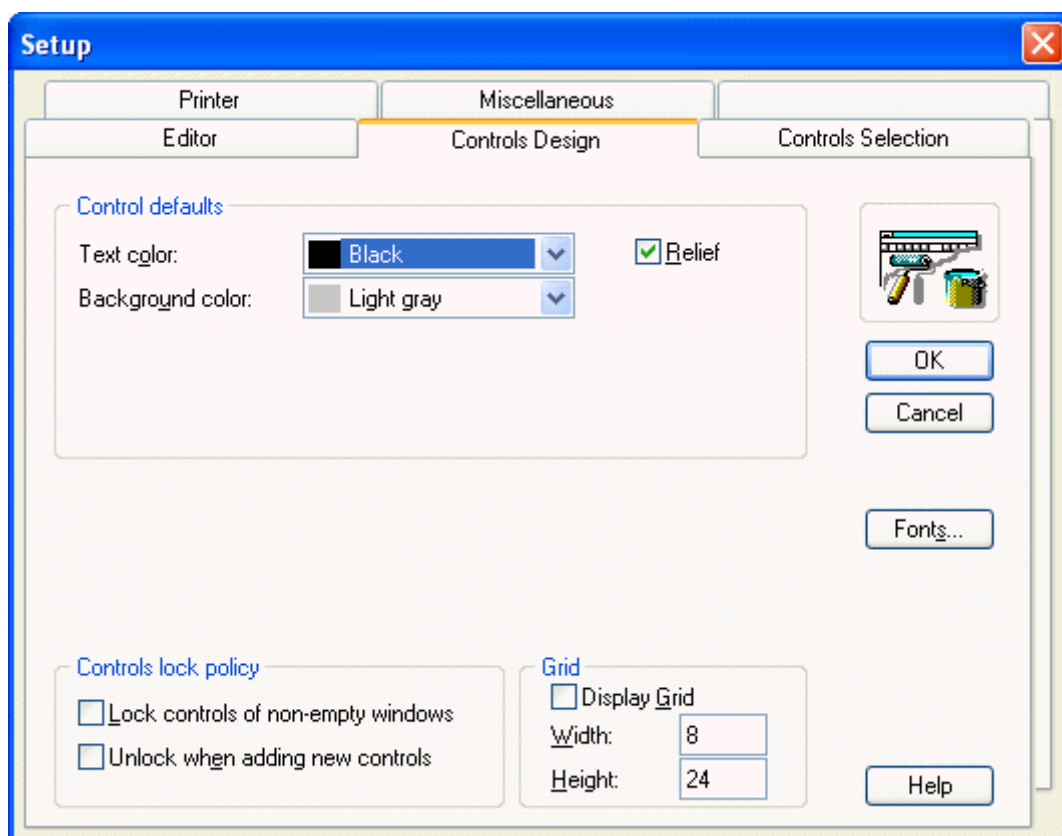 Setup
Printer Miscellaneous
Editor Controls Design Controls Selection
Control defaults
Text color: Black Relief
Background color: Light gray
OK
Cancel
Fonts...
Controls lock policy Grid
Lock controls of non-empty windows Display Grid
Unlock when adding new controls Width: 8
Height: 24
Help